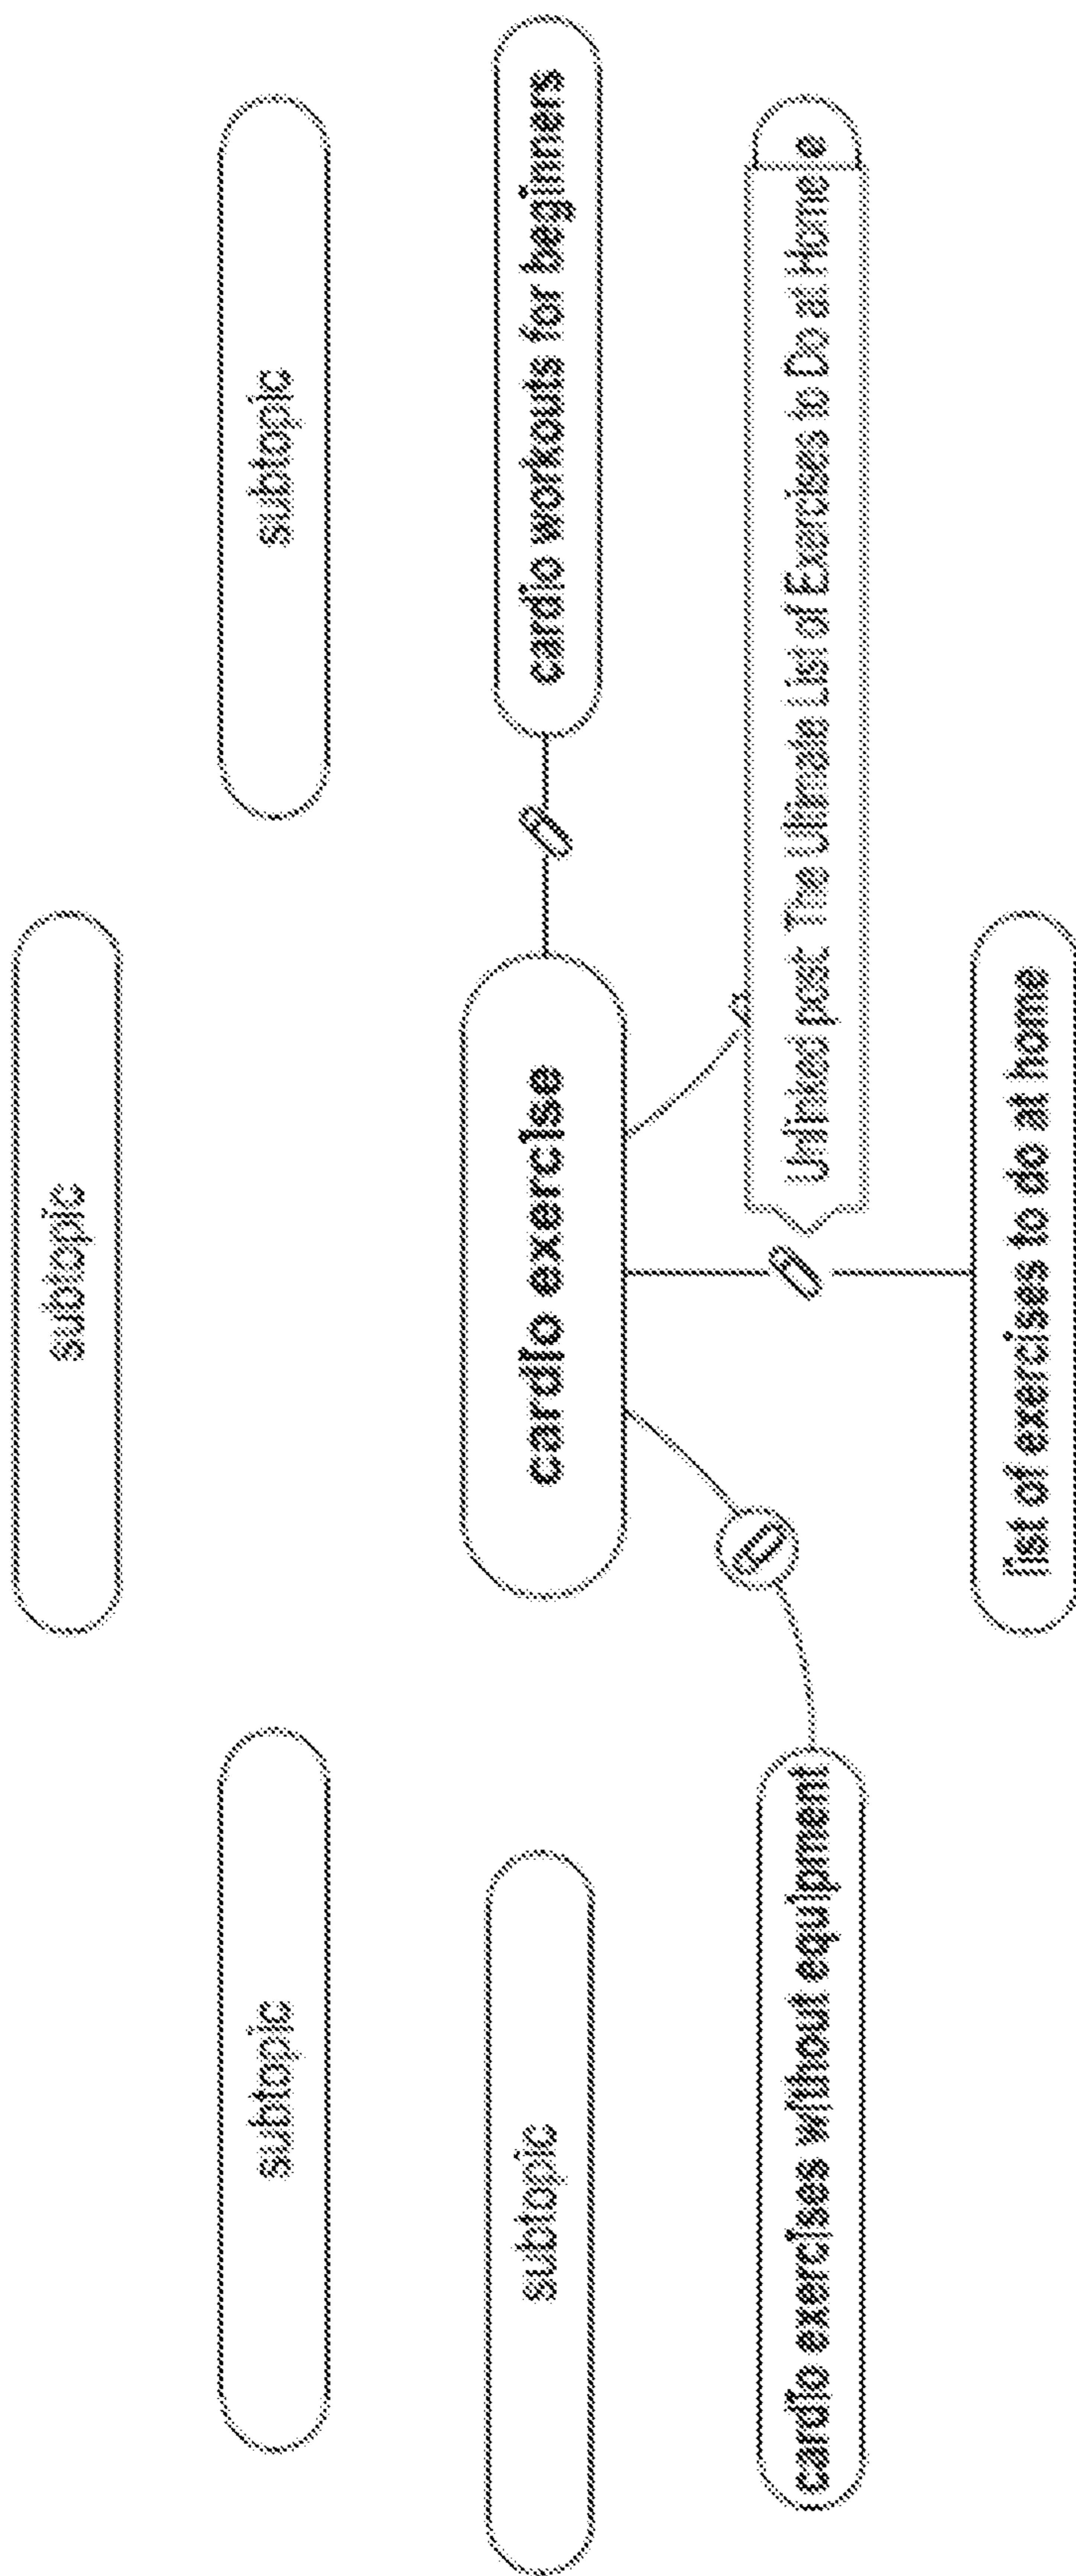 subtopic
subtopic
subtopic
subtopic
cardio exercise
cardio workouts for beginners
cardio exercises without equipment
Unlinked post The Ultimate List of Exercises to Do at Home
e
list of exercises to do at home